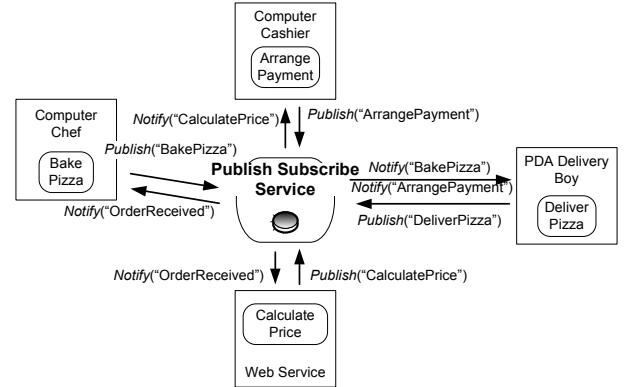 Computer
Cashier
Arrange
Payment
Notify("CalculatePrice")
Publish("ArrangePayment")
Computer
Chef
Bake
Pizza
Publish("BakePizza")
Notify("OrderReceived")
Publish Subscribe
Service
Notify("BakePizza")
Notify("ArrangePayment")
Publish("DeliverPizza")
PDA Delivery
Boy
Deliver
Pizza
Notify("OrderReceived")
Publish("CalculatePrice")
Calculate
Price
Web Service